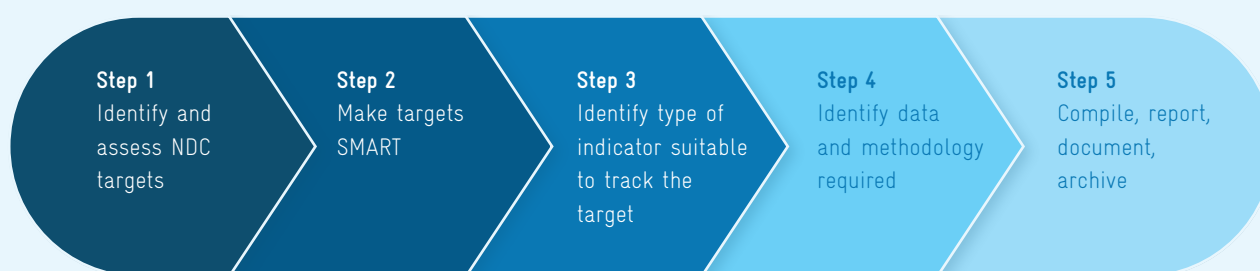 Step 1
Identify and
assess NDC
targets
Step 2
Make targets
SMART
Step 3
Identify type of
indicator suitable
to track the
target
Step 4
Identify data
and methodology
required
Step 5
Compile, report,
document,
archive